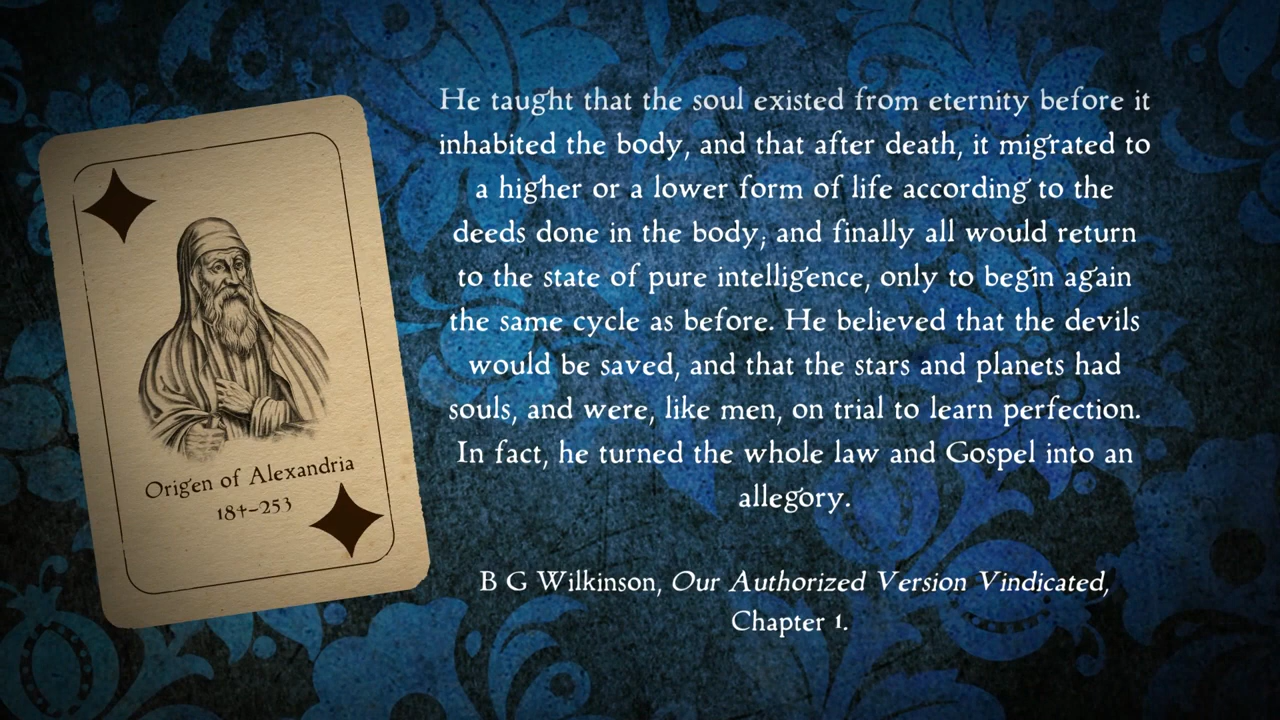 Origen of Alexandria
184-253
He taught that the soul existed from eternity before it
inhabited the body, and that after death, it migrated to
a higher or a lower form of life according to the
deeds done in the body; and finally all would return
to the state of pure intelligence, only to begin again
the same cycle as before. He believed that the devils
would be saved, and that the stars and planets had
souls, and were, like men, on trial to learn perfection.
In fact, he turned the whole law and Gospel into an
allegory.
B G Wilkinson, Our Authorized Version Vindicated,
Chapter 1.